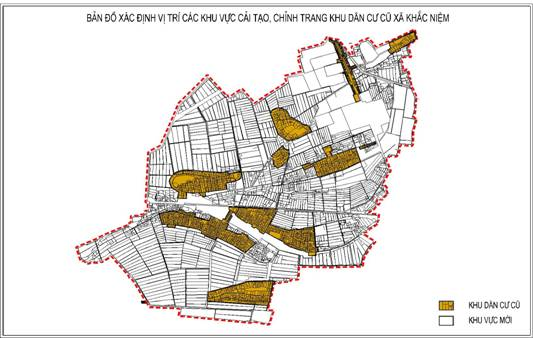 BẢN ĐỒ XÁC ĐỊNH VỊ TRÍ CÁC KHU VỰC CẢI TẠO, CHỈNH TRANG KHU DÂN CƯ CŨ XÃ KHẮC NIỆM
KHU DÂN CƯ CŨ
KHU VỰC MỚI